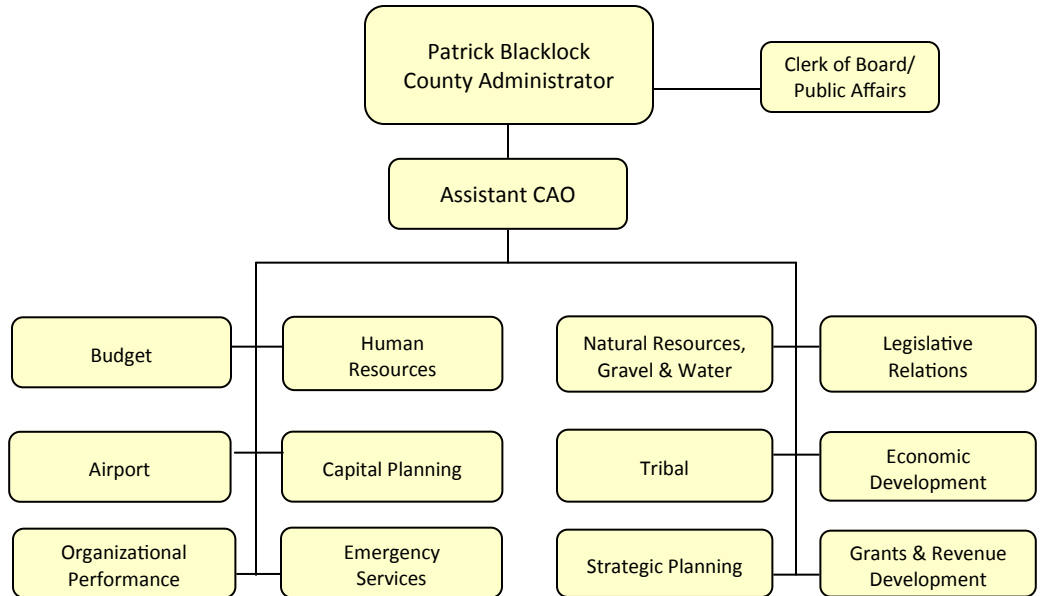 Patrick Blacklock
County Administrator
Clerk of Board/
Public Affairs
Assistant CAO
Budget
Human
Resources
Natural Resources,
Gravel & Water
Legislative
Relations
Airport
Capital Planning
Tribal
Economic
Development
Organizational
Performance
Emergency
Services
Strategic Planning
Grants & Revenue
Development